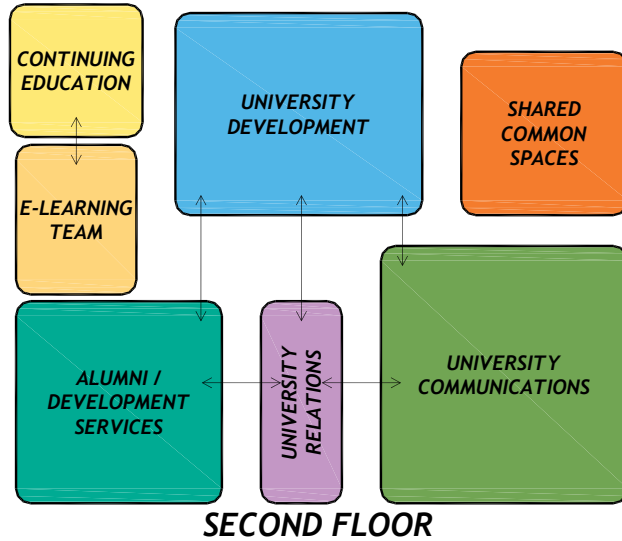 CONTINUING
EDUCATION
UNIVERSITY
DEVELOPMENT
SHARED
COMMON
SPACES
E-LEARNING
TEAM
ALUMNI /
DEVELOPMENT
SERVICES
UNIVERSITY
RELATIONS
UNIVERSITY
COMMUNICATIONS
SECOND FLOOR